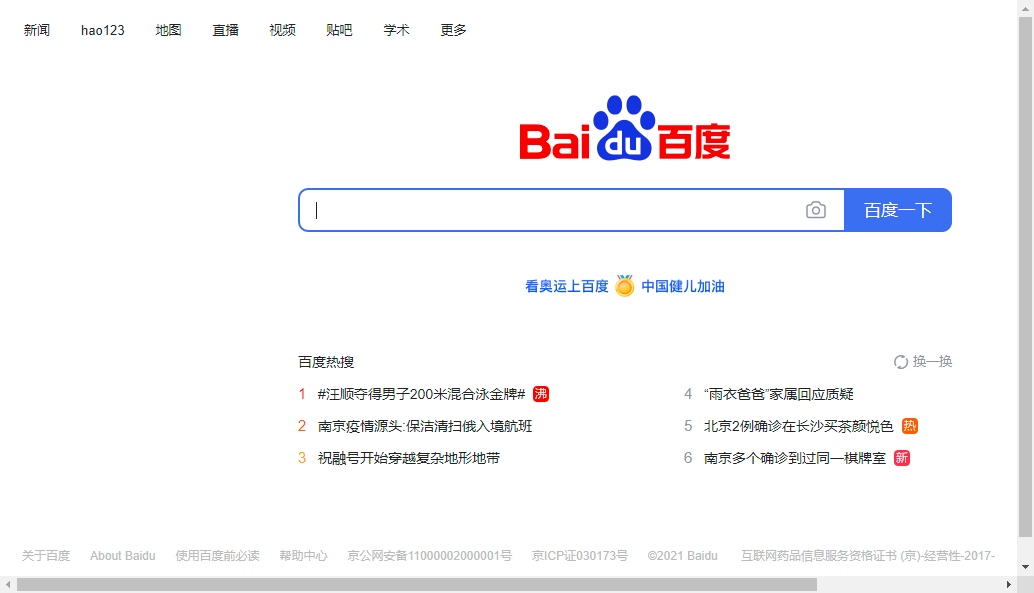 新闻 hao123 地图 直播 视频 贴吧 学术 更多
Bai du 百度
百度一下
看奥运上百度 中国健儿加油
百度热搜 换一换
1 #汪顺夺得男子200米混合泳金牌# 沸
2 南京疫情源头:保洁清扫俄入境航班
3 祝融号开始穿越复杂地形地带
4 “雨衣爸爸”家属回应质疑
5 北京2例确诊在长沙买茶颜悦色 热
6 南京多个确诊到过同一棋牌室 新
关于百度 About Baidu 使用百度前必读 帮助中心 京公网安备11000002000001号 京ICP证030173号 ©2021 Baidu 互联网药品信息服务资格证书 (京)-经营性-2017-